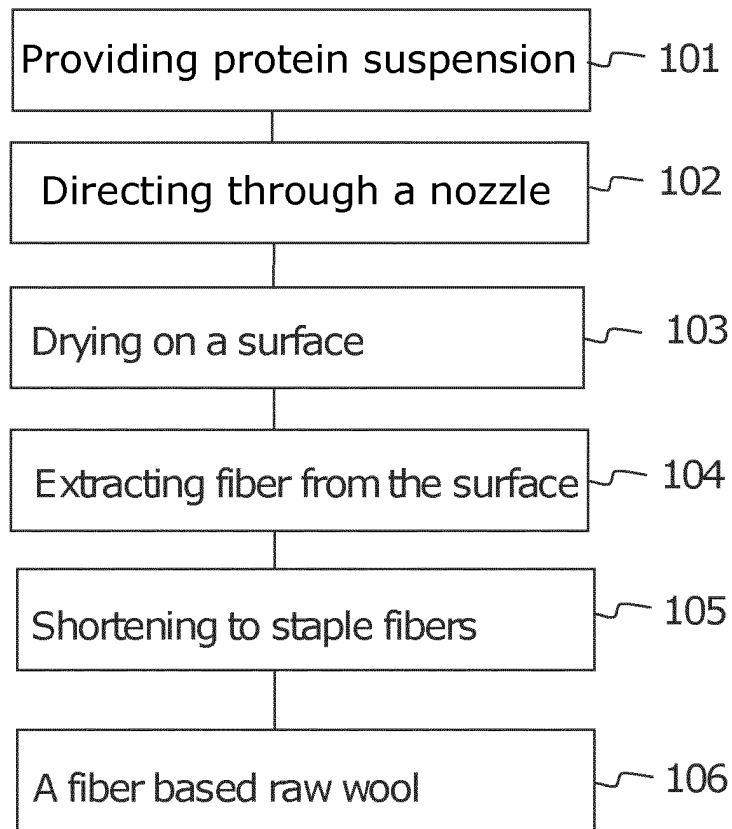 Providing protein suspension 101
Directing through a nozzle 102
Drying on a surface 103
Extracting fiber from the surface 104
Shortening to staple fibers 105
A fiber based raw wool 106